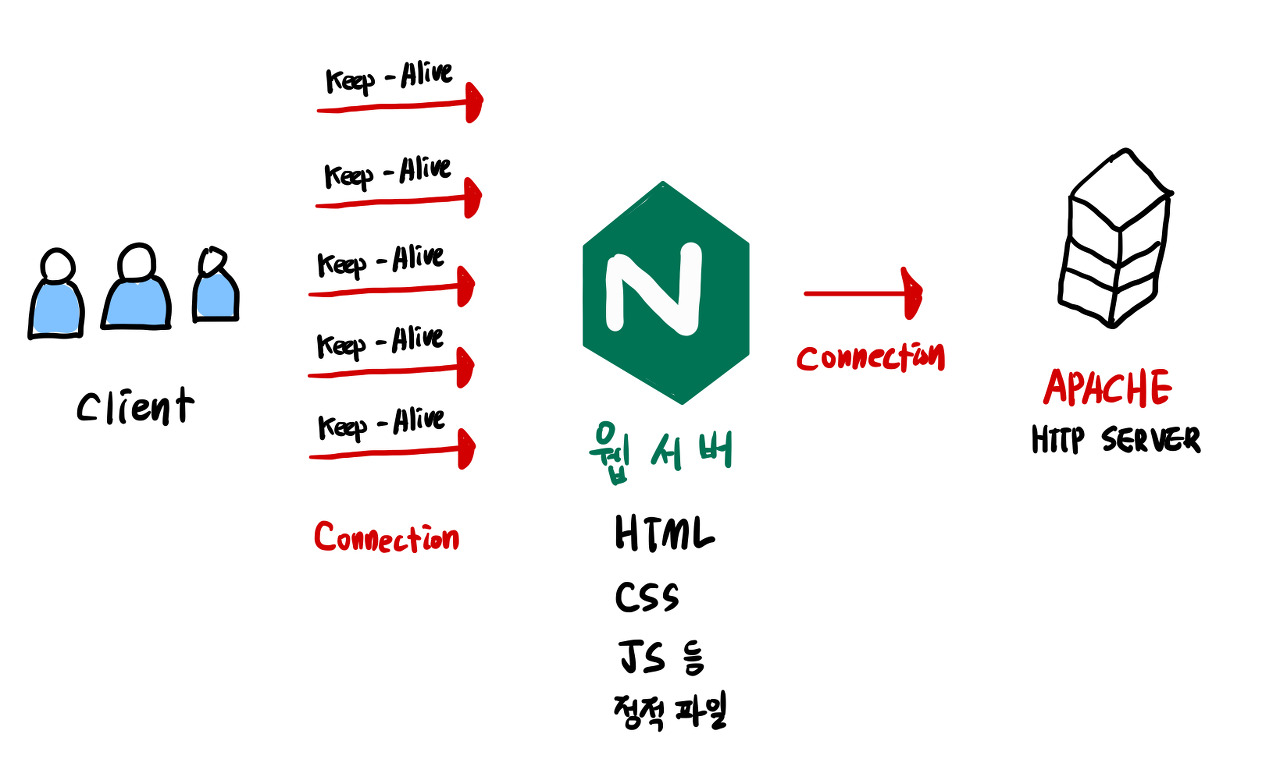 Keep - Alive
Keep - Alive
Keep - Alive
Keep - Alive
Keep - Alive
Connection
Client
N
웹 서버
HTML
CSS
JS 등
정적 파일
Connection
APACHE
HTTP SERVER